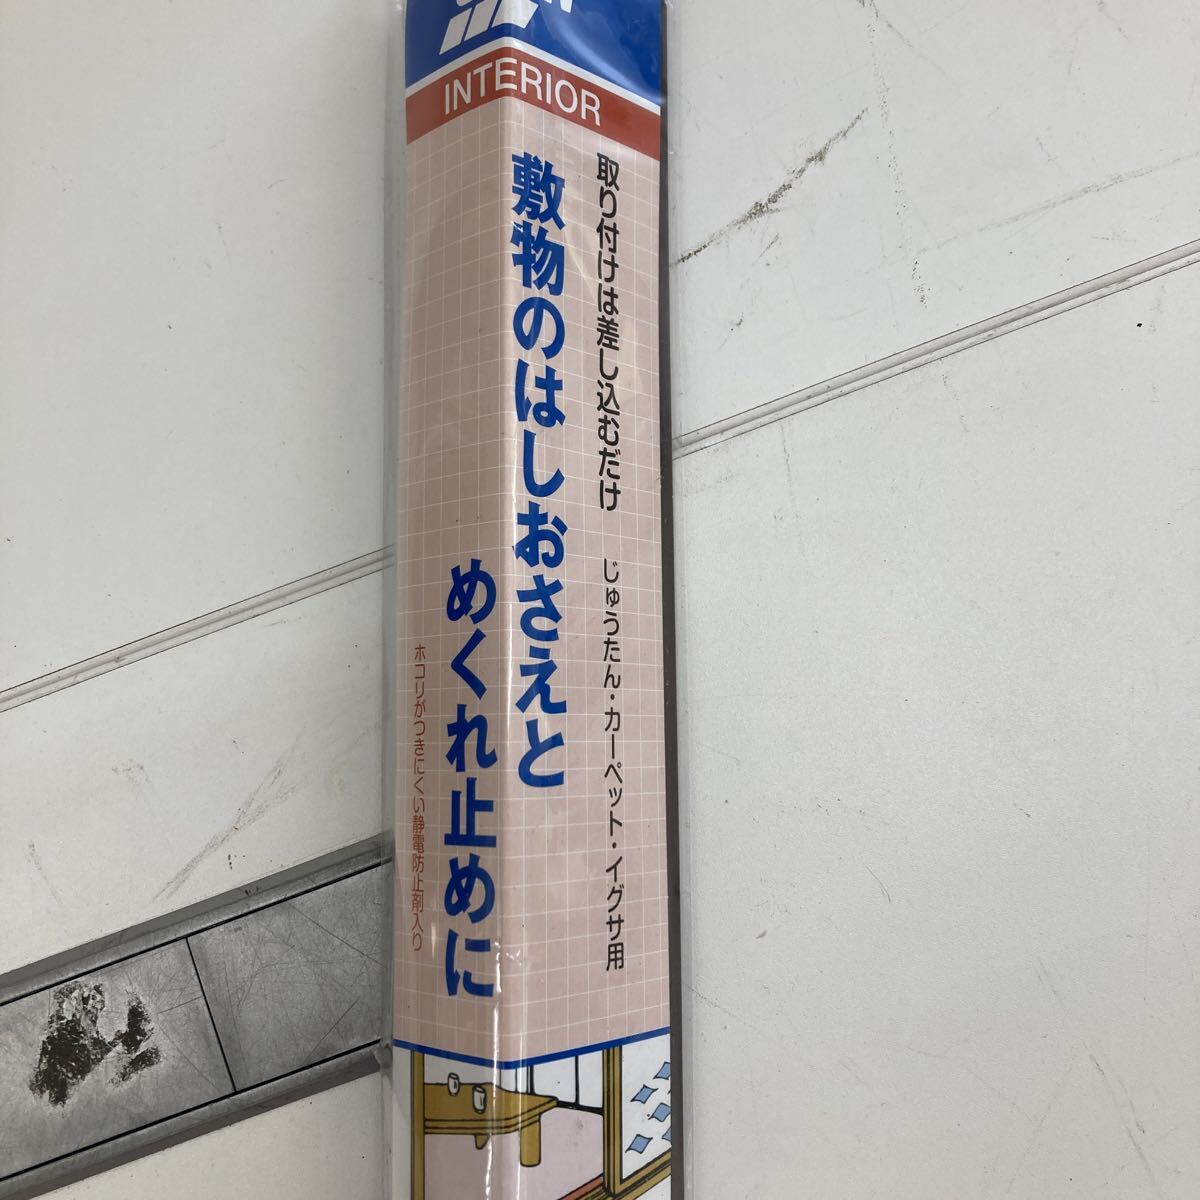 INTERIOR
取り付けは差し込むだけ　じゅうたん・カーペット・イグサ用
敷物のはしおさえと
めくれ止めに
ホコリがつきにくい静電防止剤入り